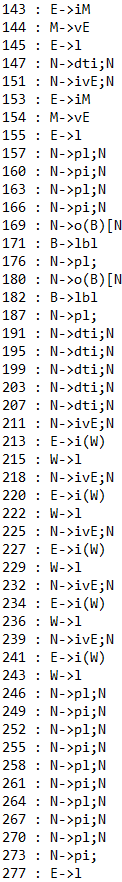 143 : E->iM
144 : M->vE
145 : E->l
147 : N->dti;N
151 : N->ivE;N
153 : E->iM
154 : M->vE
155 : E->l
157 : N->pl;N
160 : N->pi;N
163 : N->pl;N
166 : N->pi;N
169 : N->o(B)[N
171 : B->lbl
176 : N->pl;
180 : N->o(B)[N
182 : B->lbl
187 : N->pl;
191 : N->dti;N
195 : N->dti;N
199 : N->dti;N
203 : N->dti;N
207 : N->dti;N
211 : N->ivE;N
213 : E->i(W)
215 : W->l
218 : N->ivE;N
220 : E->i(W)
222 : W->l
225 : N->ivE;N
227 : E->i(W)
229 : W->l
232 : N->ivE;N
234 : E->i(W)
236 : W->l
239 : N->ivE;N
241 : E->i(W)
243 : W->l
246 : N->pl;N
249 : N->pi;N
252 : N->pl;N
255 : N->pi;N
258 : N->pl;N
261 : N->pi;N
264 : N->pl;N
267 : N->pi;N
270 : N->pl;N
273 : N->pi;
277 : E->l